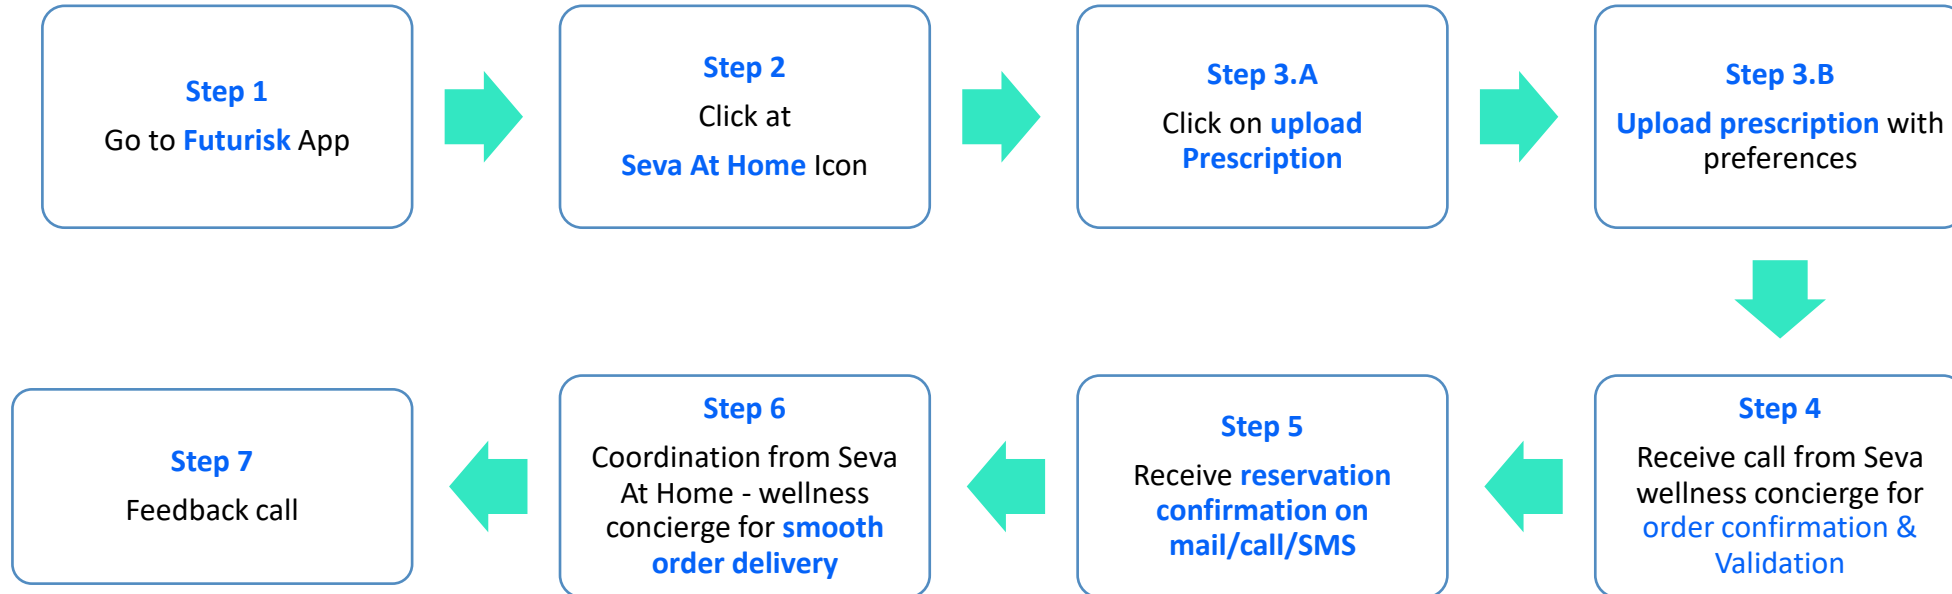 Step 1
Go to Futurisk App
Step 2
Click at
Seva At Home Icon
Step 3.A
Click on upload
Prescription
Step 3.B
Upload prescription with
preferences
Step 4
Receive call from Seva
wellness concierge for
order confirmation &
Validation
Step 5
Receive reservation
confirmation on
mail/call/SMS
Step 6
Coordination from Seva
At Home - wellness
concierge for smooth
order delivery
Step 7
Feedback call